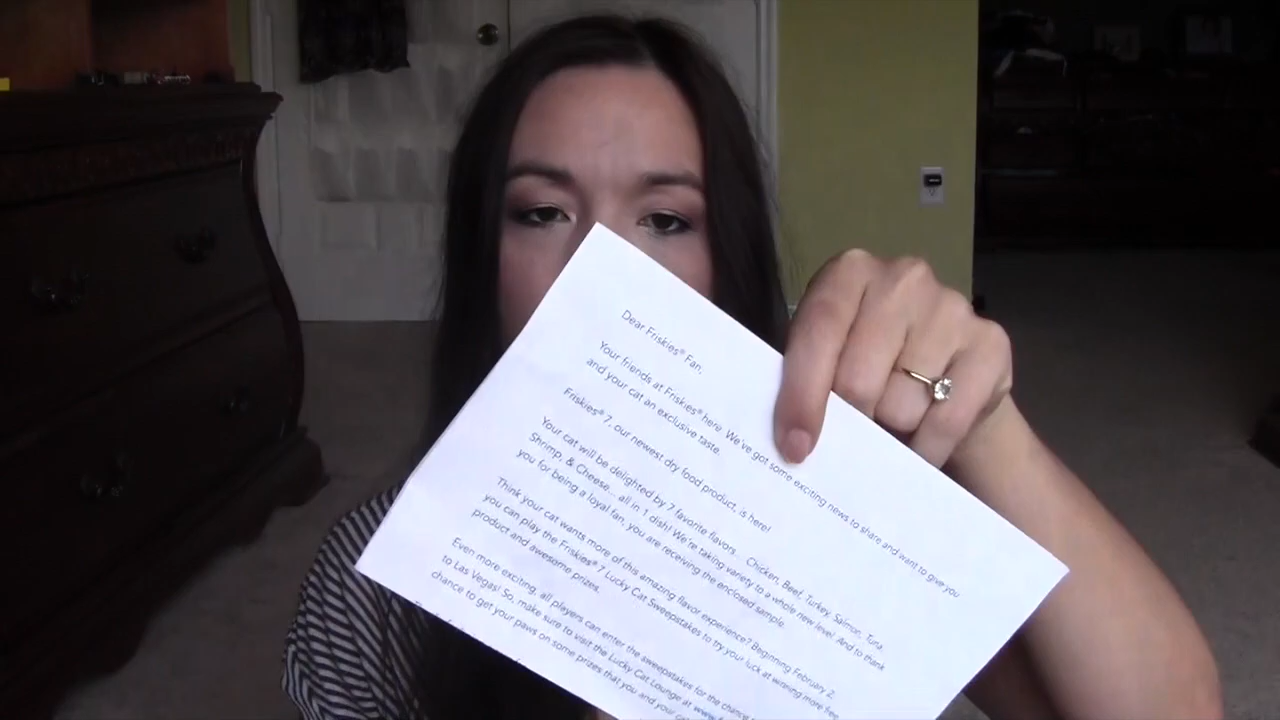 Dear Friskies® Fan,
Your friends at Friskies® here. We've got some exciting news to share and want to give you
and your cat an exclusive taste.
Friskies® 7, our newest dry food product, is here!
Your cat will be delighted by 7 favorite flavors... Chicken, Beef, Turkey, Salmon, Tuna,
Shrimp, & Cheese... all in 1 dish! We're taking variety to a whole new level. And to thank
you for being a loyal fan, you are receiving the enclosed sample.
Think your cat wants more of this amazing flavor experience? Beginning February 2,
you can play the Friskies® 7 Lucky Cat Sweepstakes to try your luck at winning more free
product and awesome prizes.
Even more exciting, all players can enter the sweepstakes for the chance
to Las Vegas! So, make sure to visit the Lucky Cat Lounge at www.
chance to get your paws on some prizes that you and your